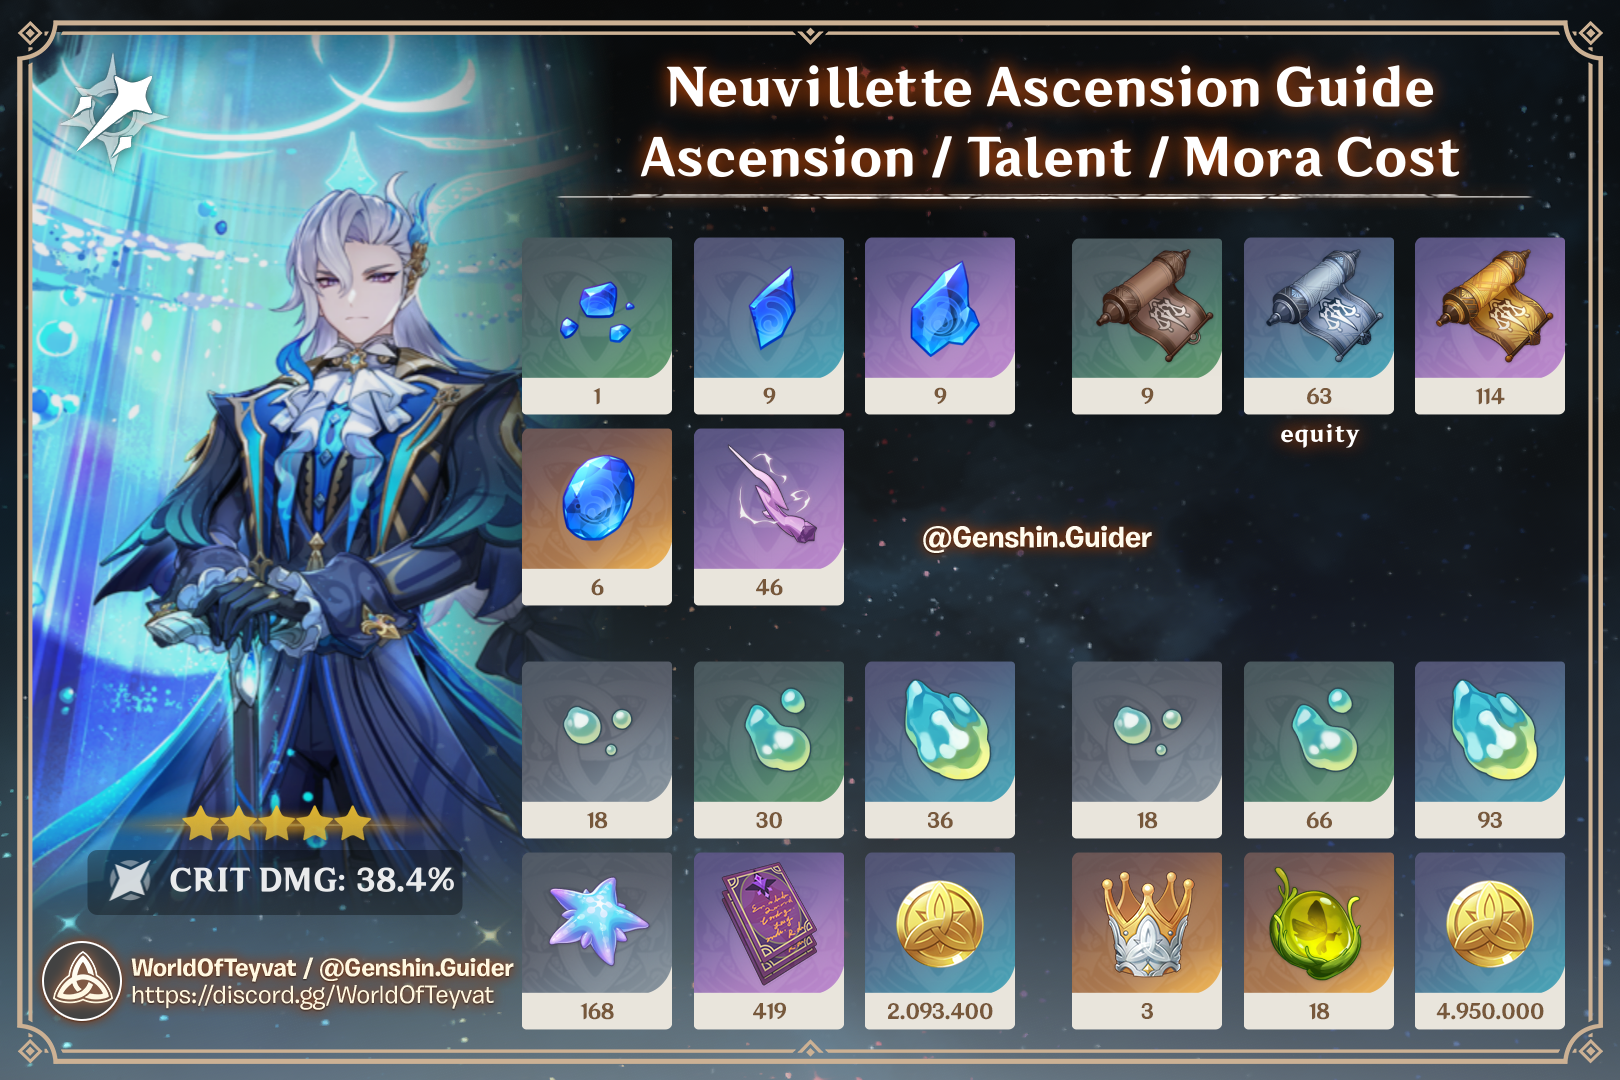 Neuvillette Ascension Guide
Ascension / Talent / Mora Cost
1
9
9
9
63
114
equity
6
46
@Genshin.Guider
18
30
36
18
66
93
168
419
2.093.400
3
18
4.950.000
CRIT DMG: 38.4%
WorldOfTeyvat / @Genshin.Guider
https://discord.gg/WorldOfTeyvat